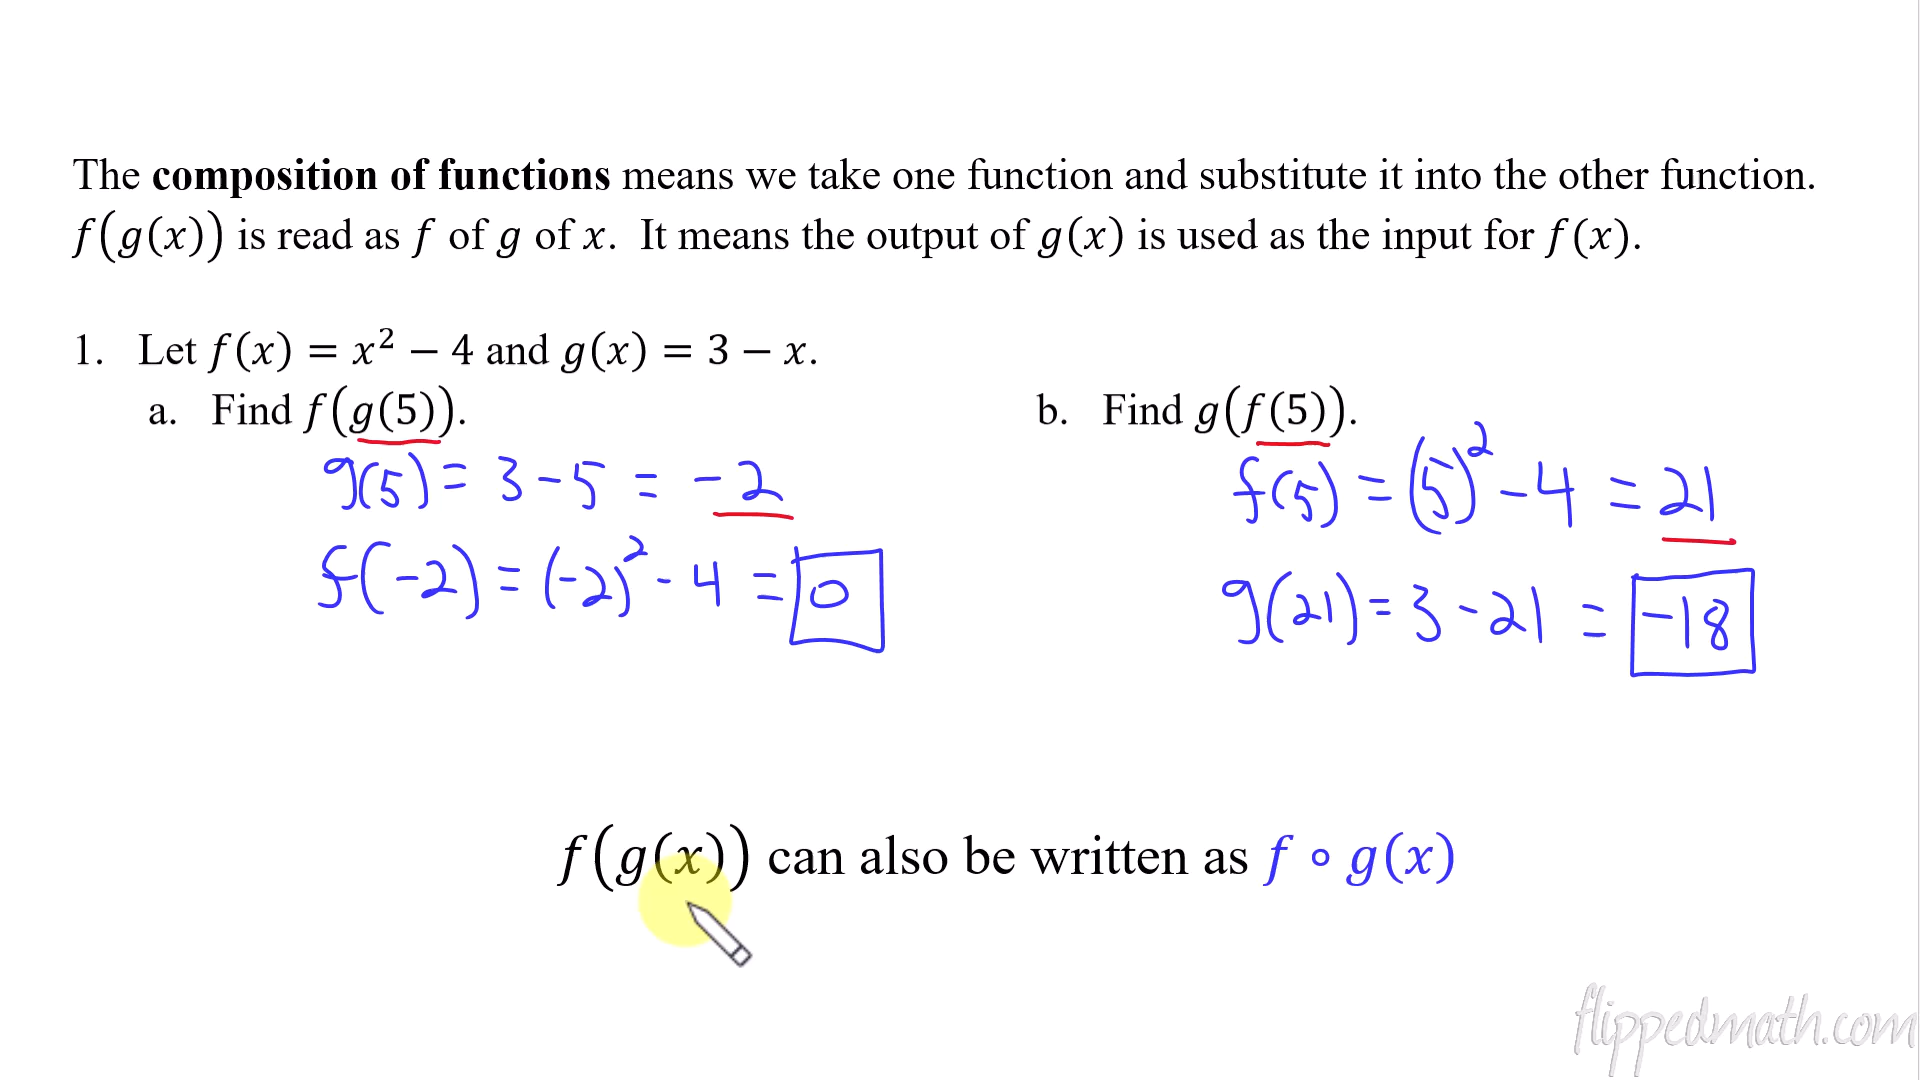 The composition of functions means we take one function and substitute it into the other function.
f(g(x)) is read as f of g of x. It means the output of g(x) is used as the input for f(x).
1. Let f(x) = x² − 4 and g(x) = 3 − x.
a. Find f(g(5)).
g(5) = 3 - 5 = -2
f(-2) = (-2)² - 4 = 0
b. Find g(f(5)).
f(5) = (5)² - 4 = 21
g(21) = 3 - 21 = -18
f(g(x)) can also be written as f ∘ g(x)
flippedmath.com